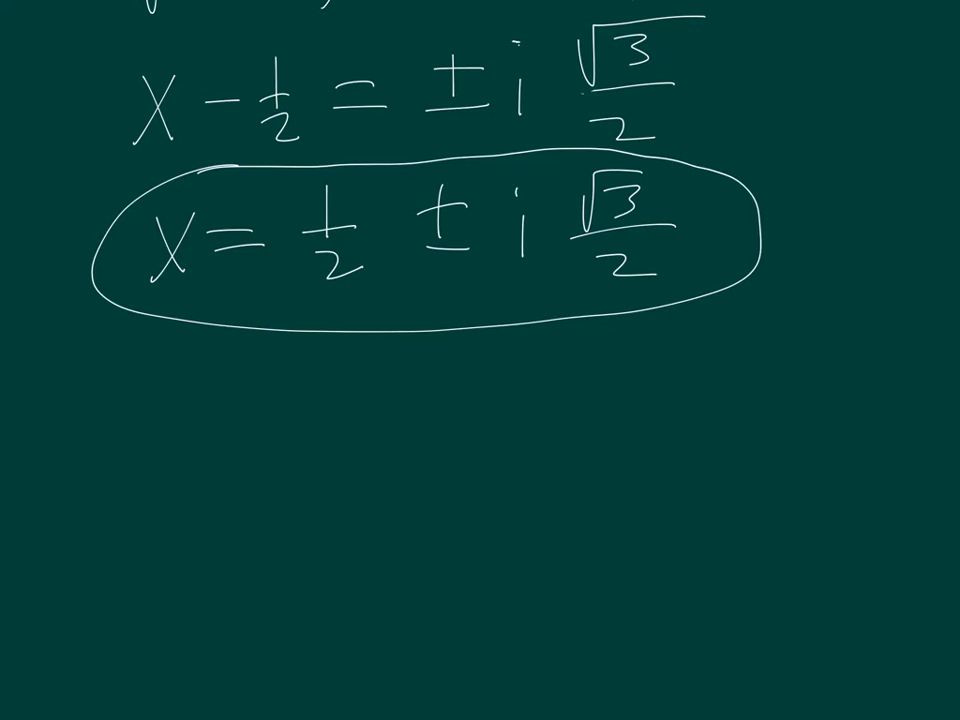 x - 1/2 = ± i √3/2
x = 1/2 ± i √3/2